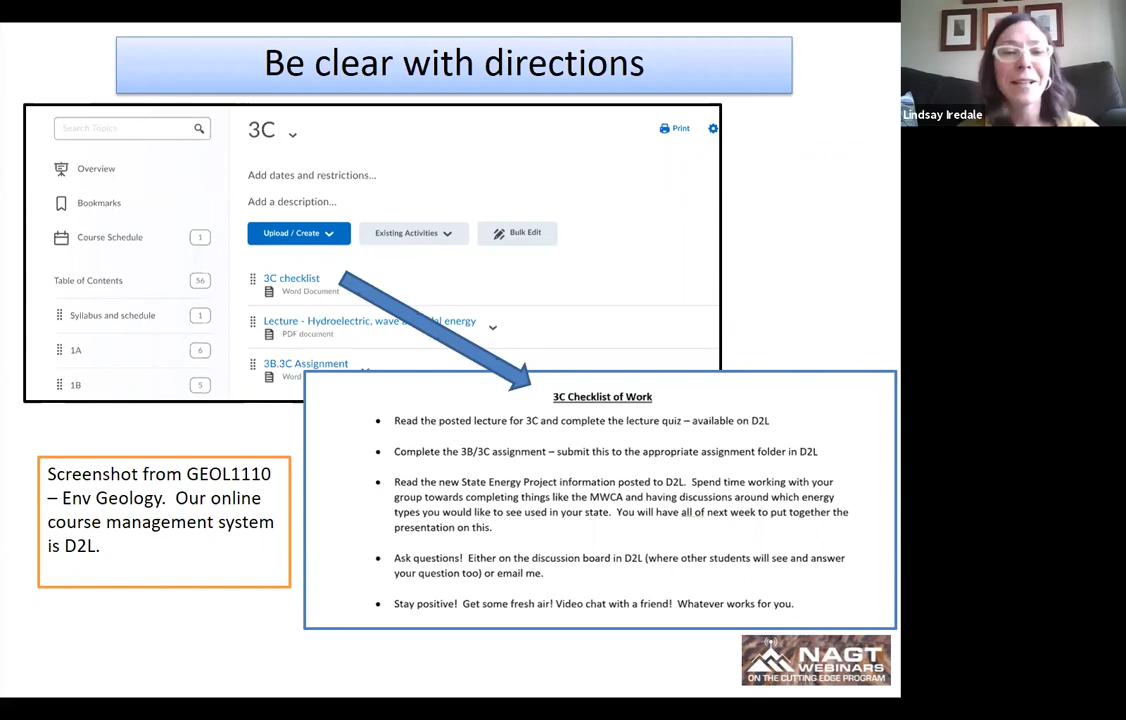 Be clear with directions
Lindsay Iredale
Search Topics
Overview
Bookmarks
Course Schedule 1
Table of Contents 56
Syllabus and schedule 1
1A 6
1B 5
3C
Print
Add dates and restrictions...
Add a description...
Upload / Create
Existing Activities
Bulk Edit
3C checklist
Word Document
Lecture - Hydroelectric, wave energy
PDF document
3B.3C Assignment
Word
3C Checklist of Work
• Read the posted lecture for 3C and complete the lecture quiz – available on D2L
• Complete the 3B/3C assignment – submit this to the appropriate assignment folder in D2L
• Read the new State Energy Project information posted to D2L. Spend time working with your
group towards completing things like the MWCA and having discussions around which energy
types you would like to see used in your state. You will have all of next week to put together the
presentation on this.
• Ask questions! Either on the discussion board in D2L (where other students will see and answer
your question too) or email me.
• Stay positive! Get some fresh air! Video chat with a friend! Whatever works for you.
Screenshot from GEOL1110
– Env Geology. Our online
course management system
is D2L.
NAGT
WEBINARS
ON THE CUTTING EDGE PROGRAM